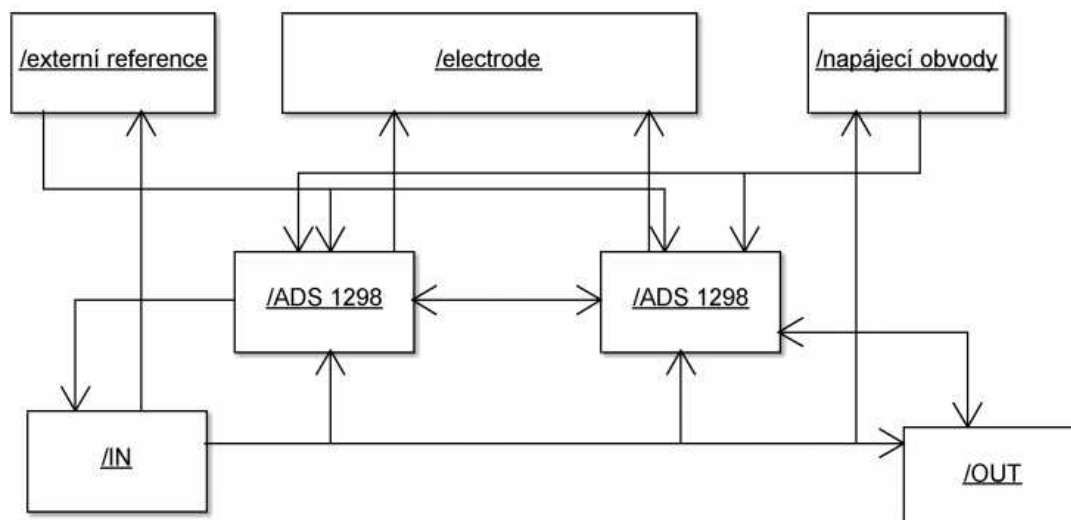 /externí reference
/electrode
/napájecí obvody
/ADS 1298
/ADS 1298
/IN
/OUT